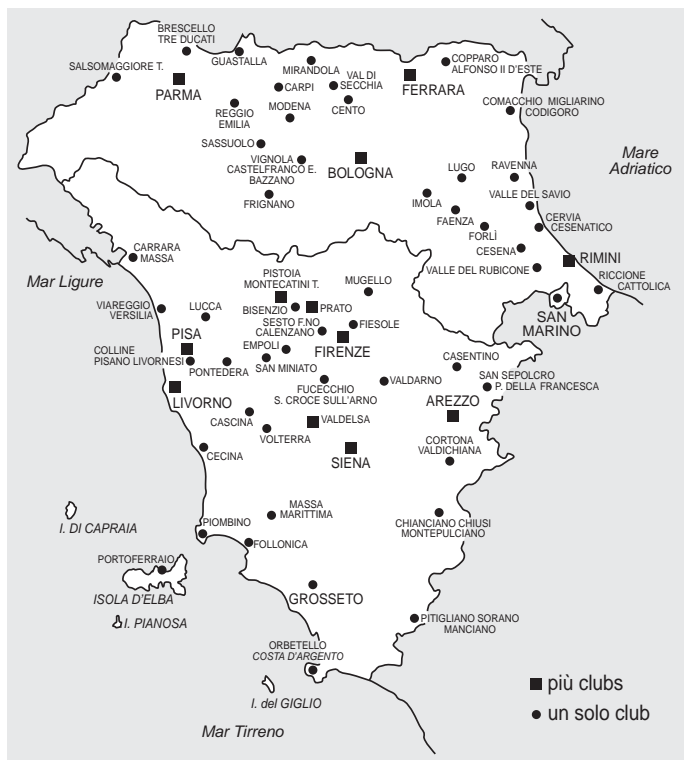 BRESCELLO
TRE DUCATI
GUASTALLA
SALSOMAGGIORE T.
PARMA
MIRANDOLA
COPPARO
ALFONSO II D'ESTE
CARPI
VAL DI
SECCHIA
FERRARA
REGGIO
EMILIA
MODENA
CENTO
COMACCHIO MIGLIARINO
CODIGORO
SASSUOLO
VIGNOLA
CASTELFRANCO E.
BAZZANO
BOLOGNA
FRIGNANO
Mare
Adriatico
LUGO
RAVENNA
IMOLA
VALLE DEL SAVIO
FAENZA
FORLÌ
CERVIA
CESENATICO
CESENA
RIMINI
VALLE DEL RUBICONE
RICCIONE
CATTOLICA
SAN
MARINO
CARRARA
MASSA
Mar Ligure
PISTOIA
MONTECATINI T.
MUGELLO
VIAREGGIO
VERSILIA
LUCCA
BISENZIO
PRATO
SESTO F.NO
CALENZANO
FIESOLE
PISA
EMPOLI
FIRENZE
COLLINE
PISANO LIVORNESI
PONTEDERA
SAN MINIATO
CASENTINO
FUCECCHIO
S. CROCE SULL'ARNO
VALDARNO
SAN SEPOLCRO
P. DELLA FRANCESCA
LIVORNO
AREZZO
CASCINA
VALDELSA
VOLTERRA
CECINA
SIENA
CORTONA
VALDICHIANA
I. DI CAPRAIA
PIOMBINO
MASSA
MARITTIMA
FOLLONICA
CHIANCIANO CHIUSI
MONTEPULCIANO
PORTOFERRAIO
ISOLA D'ELBA
I. PIANOSA
GROSSETO
PITIGLIANO SORANO
MANCIANO
ORBETELLO
COSTA D'ARGENTO
I. del GIGLIO
Mar Tirreno
più clubs
un solo club